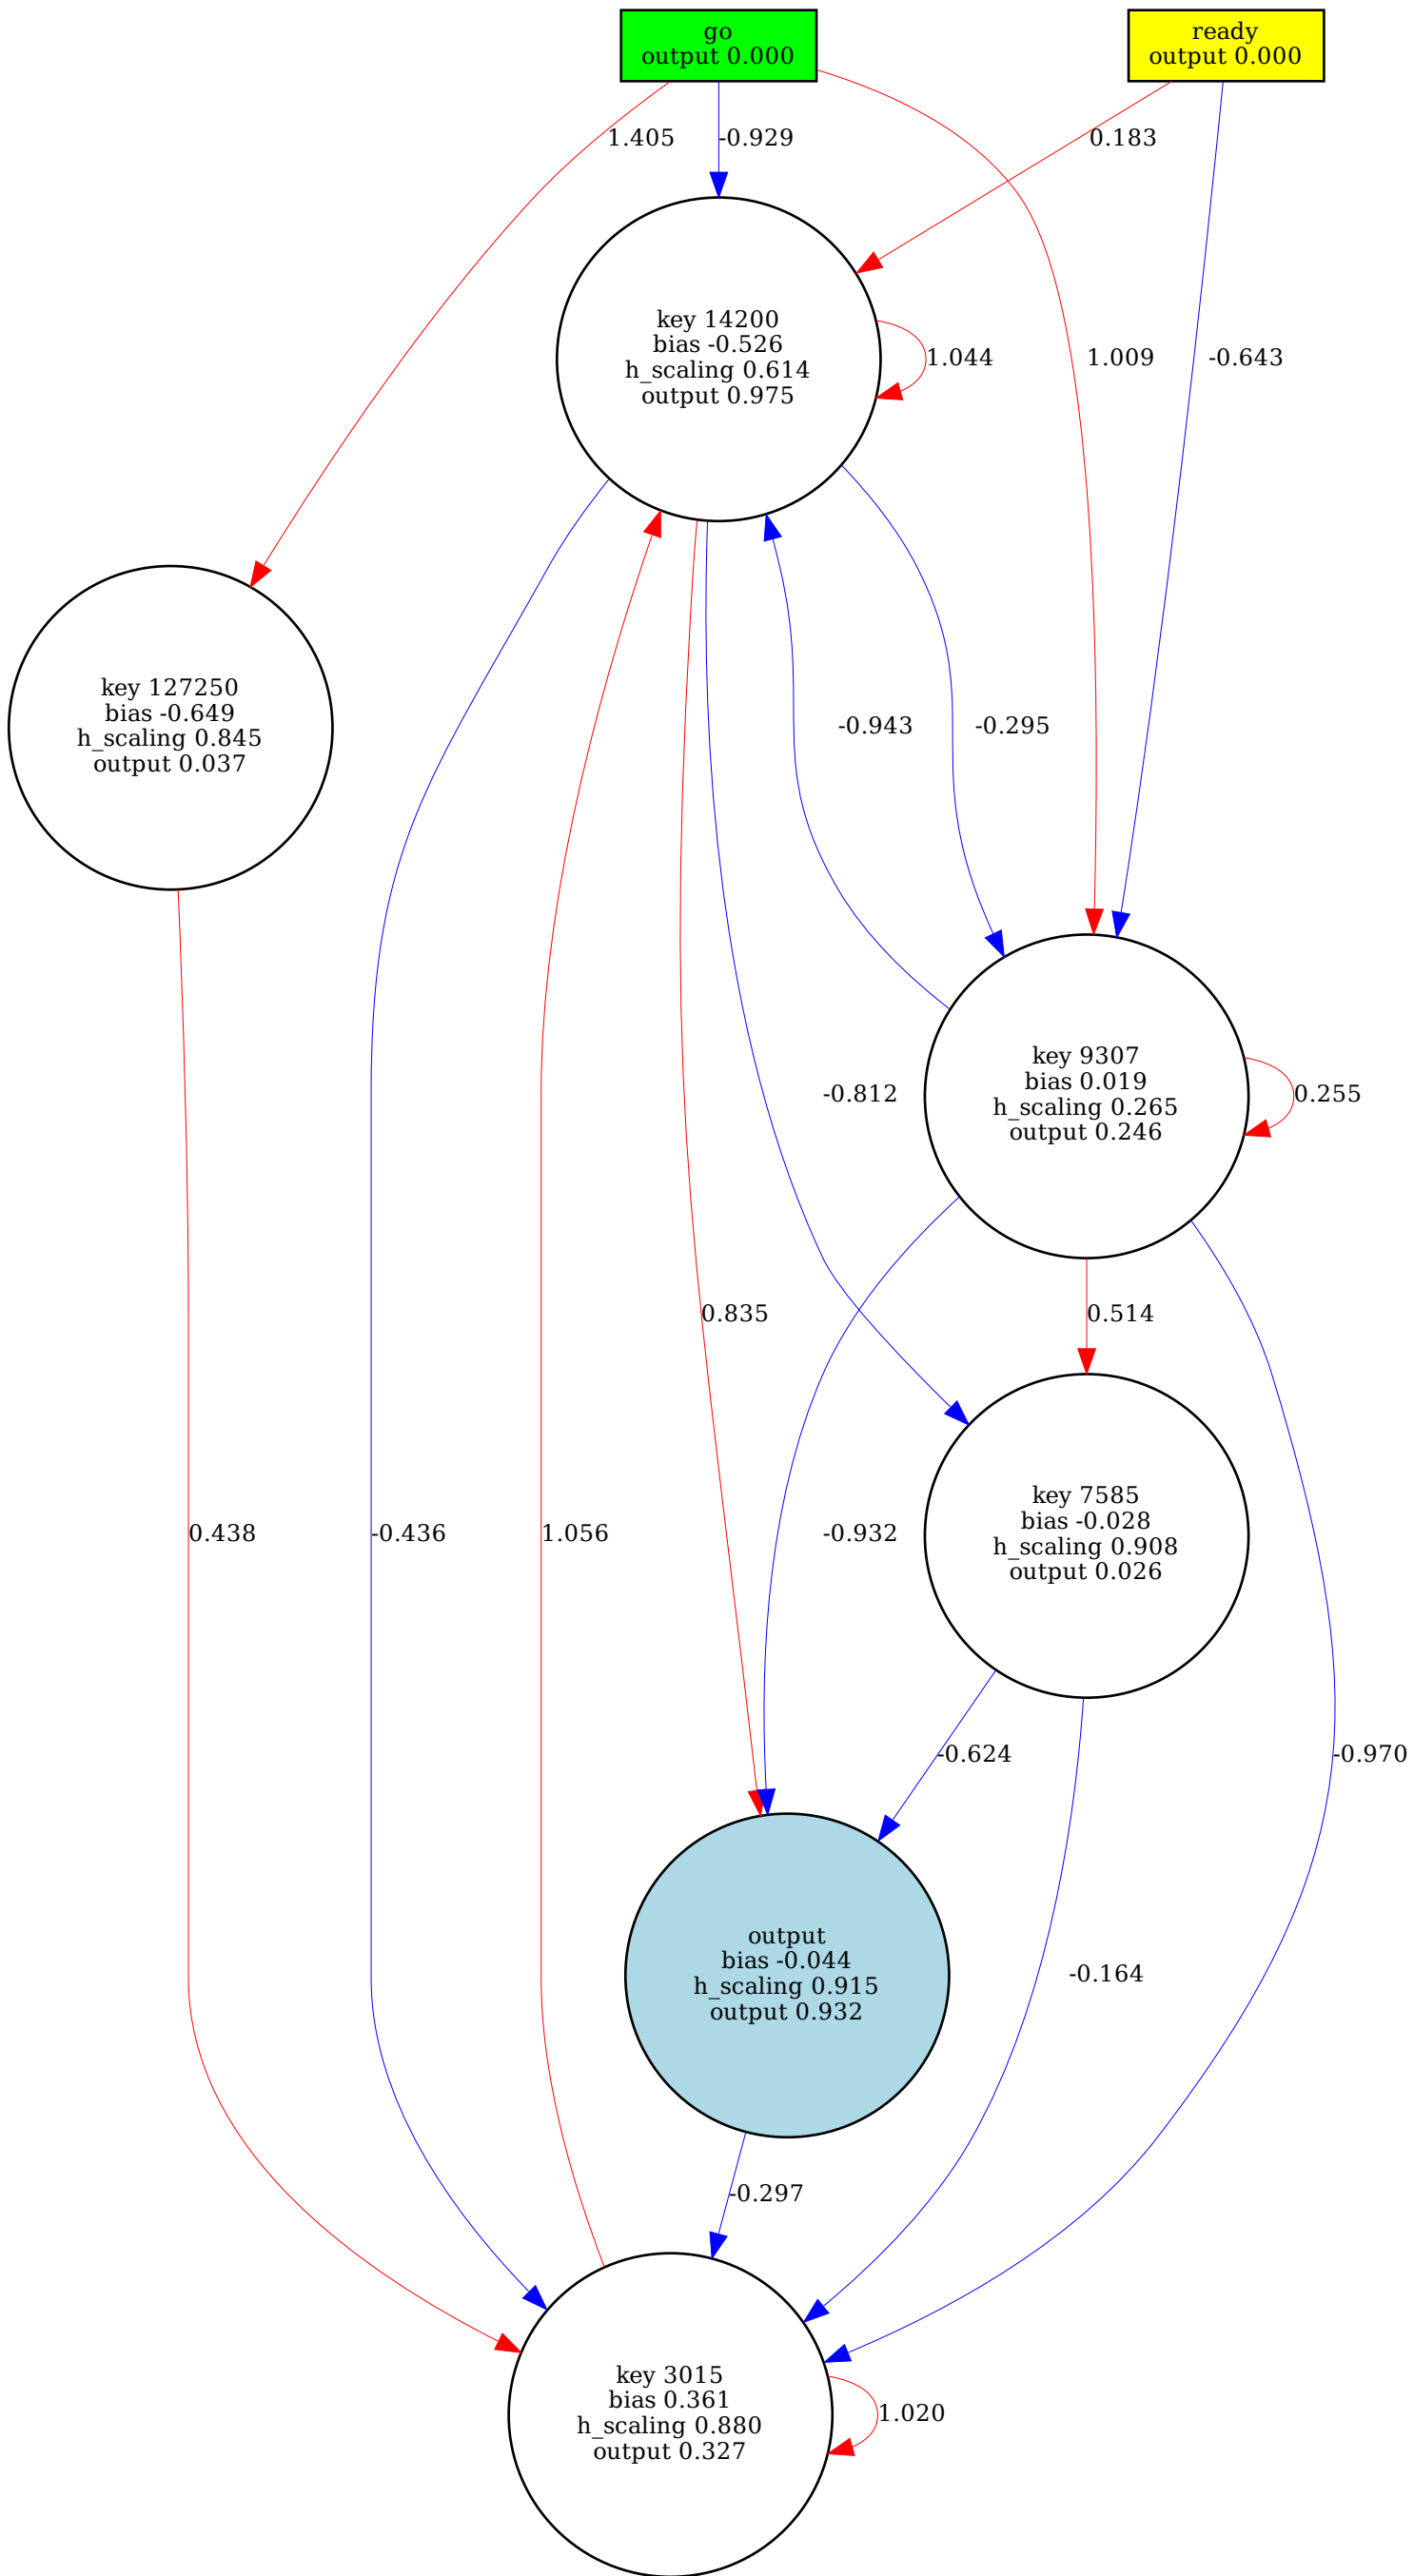 go
output 0.000
ready
output 0.000
1.405
-0.929
0.183
key 14200
bias -0.526
h_scaling 0.614
output 0.975
1.044
1.009
-0.643
key 127250
bias -0.649
h_scaling 0.845
output 0.037
-0.943
-0.295
key 9307
bias 0.019
h_scaling 0.265
output 0.246
-0.812
0.255
0.835
0.514
key 7585
bias -0.028
h_scaling 0.908
output 0.026
0.438
-0.436
1.056
-0.932
-0.624
-0.970
output
bias -0.044
h_scaling 0.915
output 0.932
-0.164
-0.297
key 3015
bias 0.361
h_scaling 0.880
output 0.327
1.020